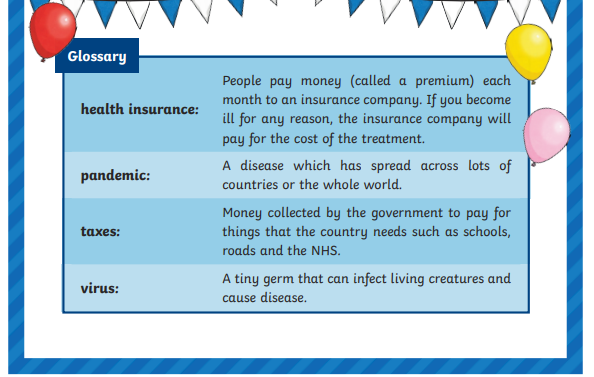 Glossary
health insurance:
People pay money (called a premium) each
month to an insurance company. If you become
ill for any reason, the insurance company will
pay for the cost of the treatment.
pandemic:
A disease which has spread across lots of
countries or the whole world.
taxes:
Money collected by the government to pay for
things that the country needs such as schools,
roads and the NHS.
virus:
A tiny germ that can infect living creatures and
cause disease.